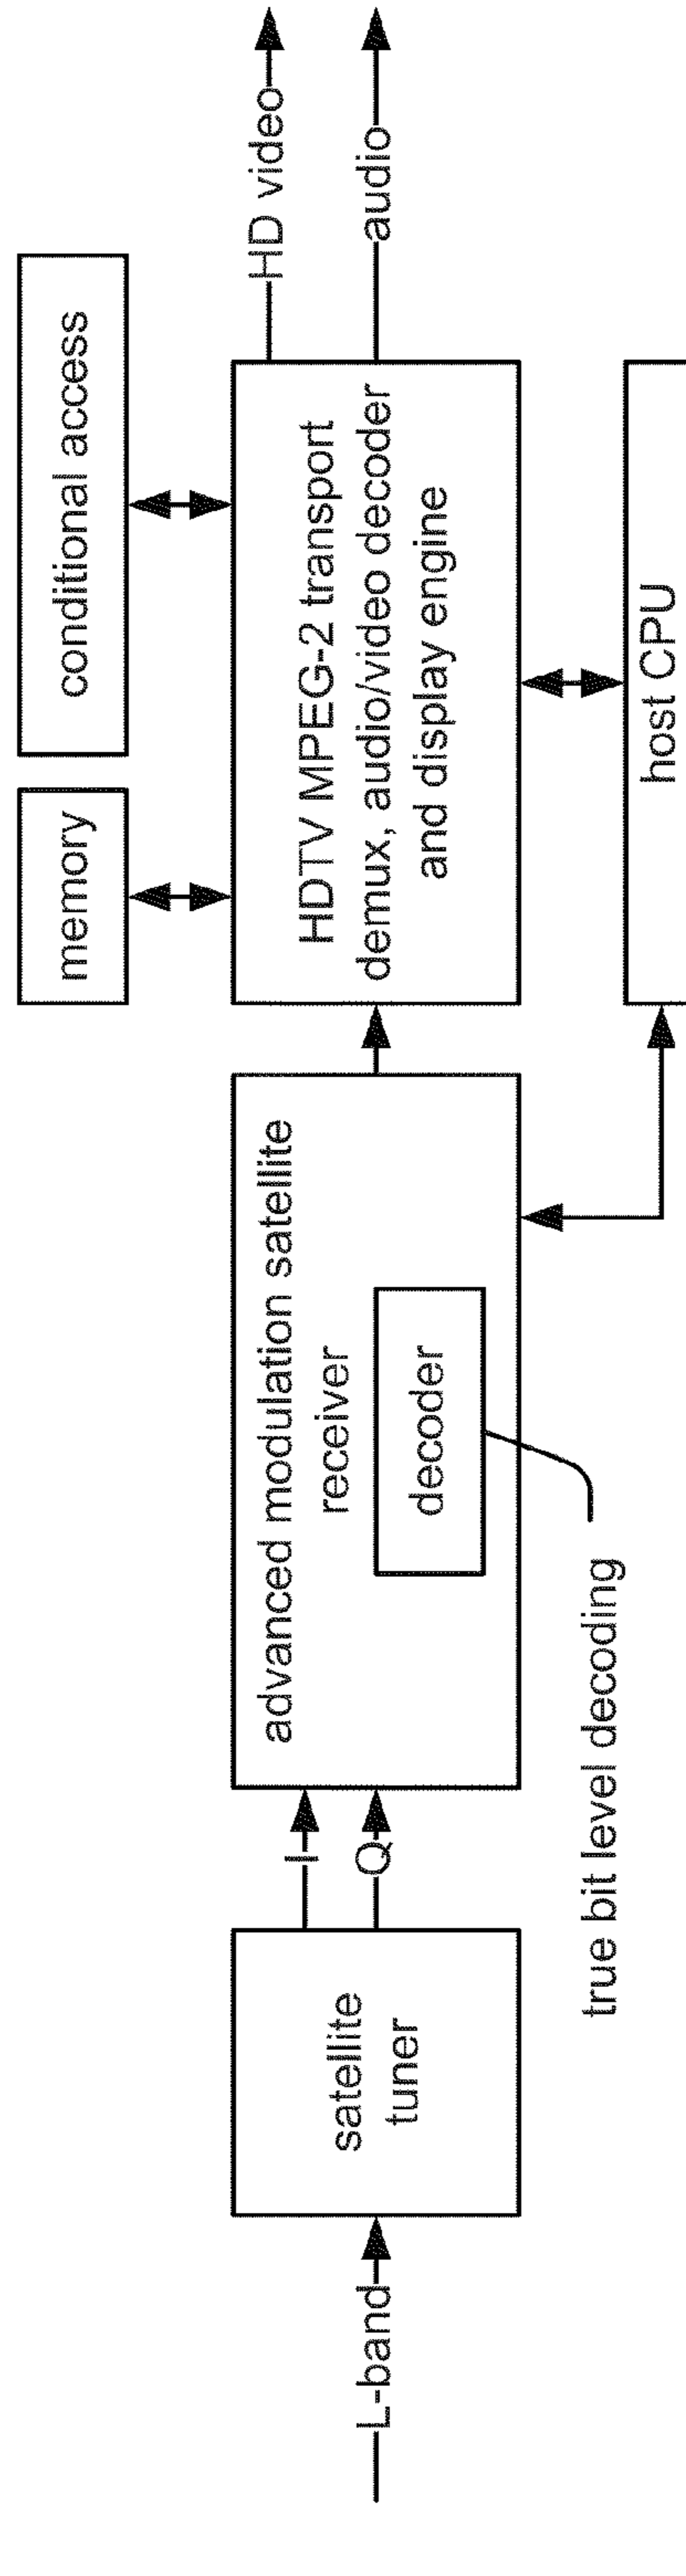 L-band
satellite
tuner
I
Q
advanced modulation satellite
receiver
decoder
true bit level decoding
memory
conditional access
HDTV MPEG-2 transport
demux, audio/video decoder
and display engine
host CPU
HD video
audio